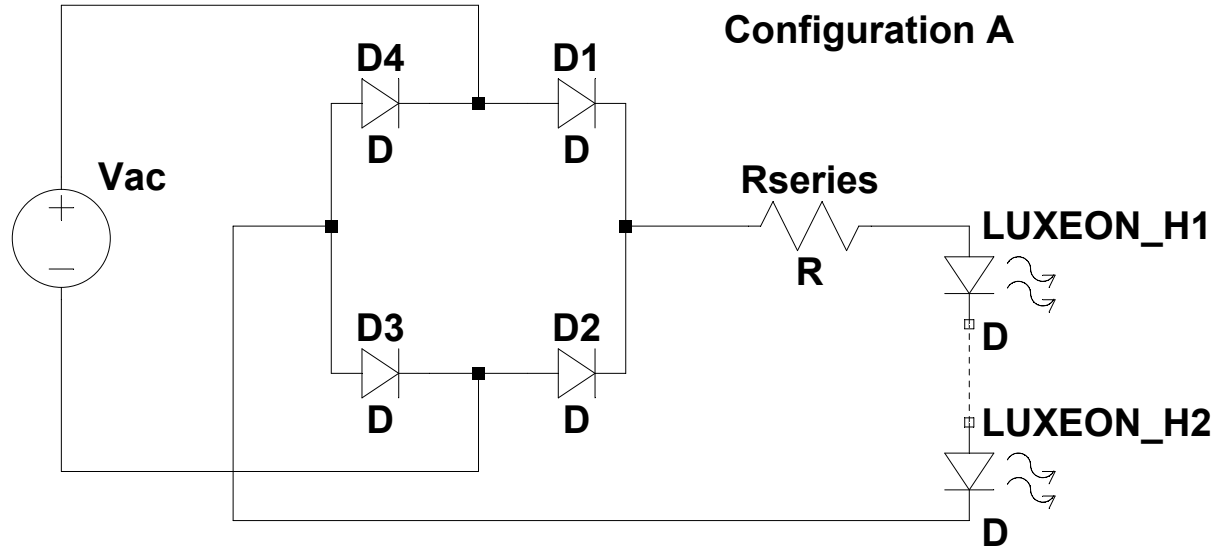 Configuration A
D4
D1
D
D
Vac
Rseries
R
LUXEON_H1
D
D3
D2
D
D
LUXEON_H2
D